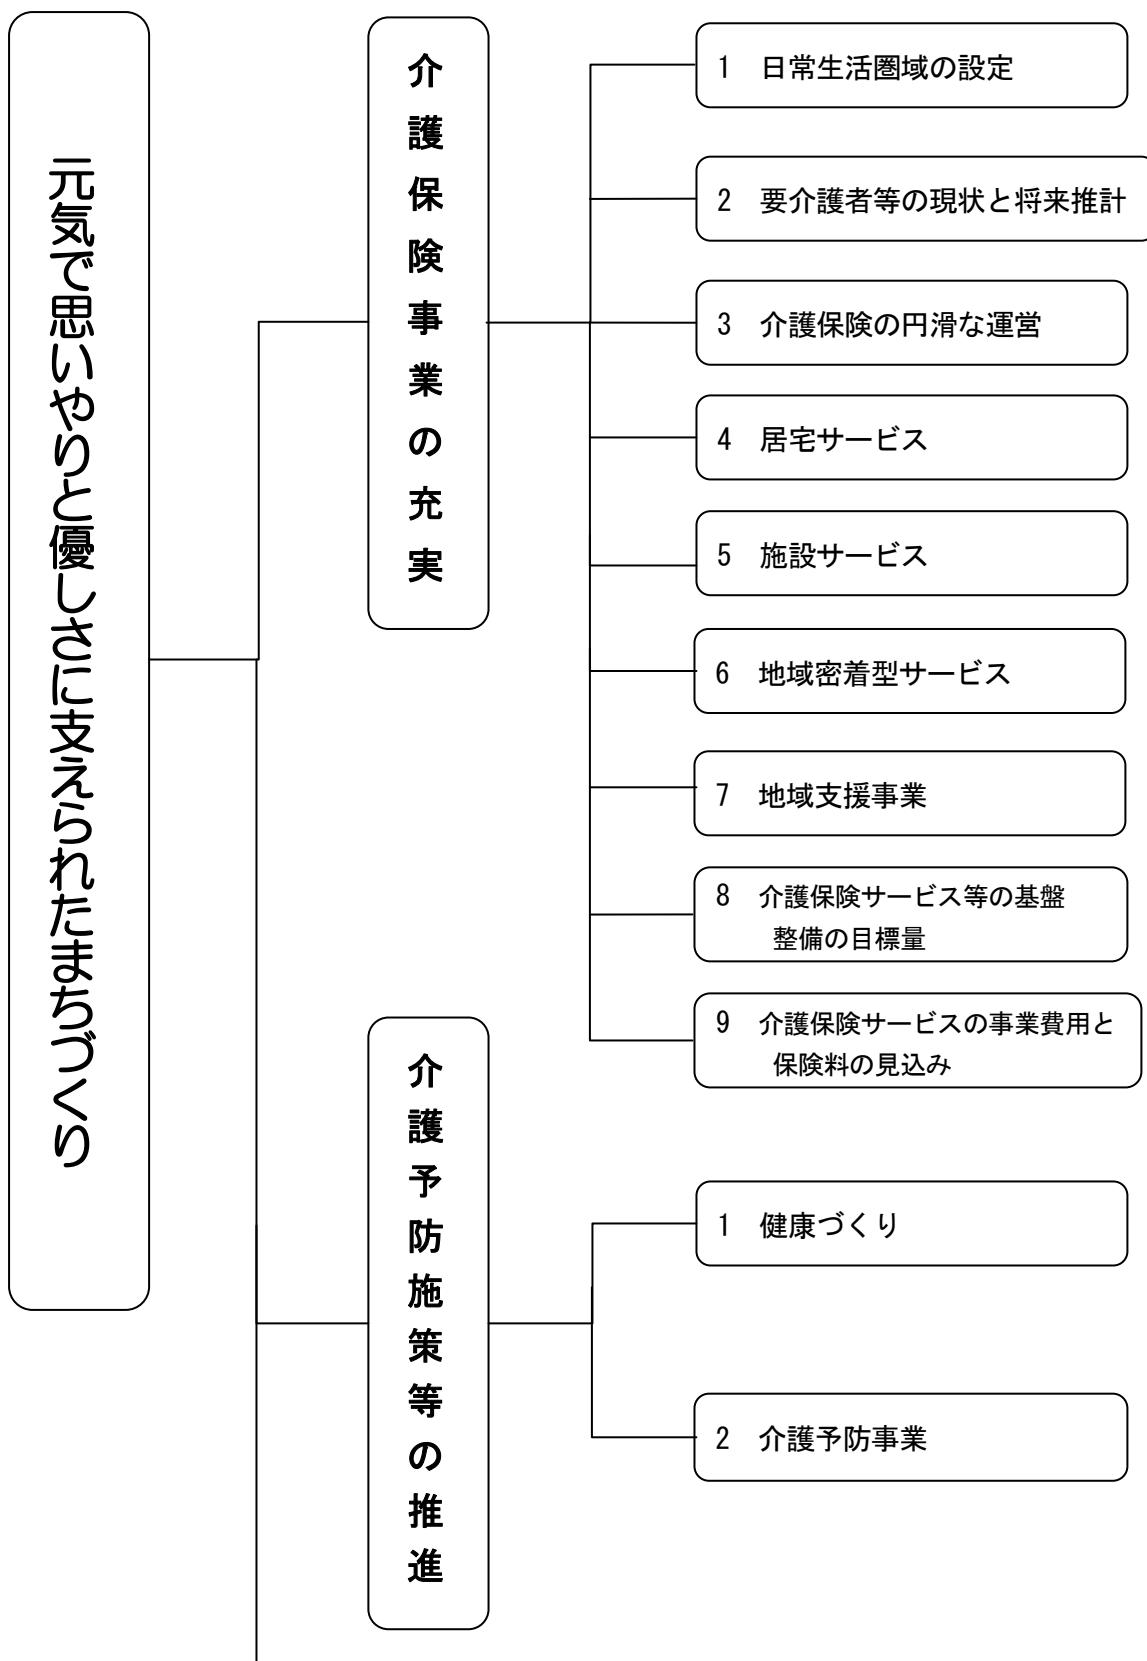 元気で思いやりと優しさに支えられたまちづくり
介護保険事業の充実
1 日常生活圏域の設定
2 要介護者等の現状と将来推計
3 介護保険の円滑な運営
4 居宅サービス
5 施設サービス
6 地域密着型サービス
7 地域支援事業
8 介護保険サービス等の基盤
整備の目標量
9 介護保険サービスの事業費用と
保険料の見込み
介護予防施策等の推進
1 健康づくり
2 介護予防事業